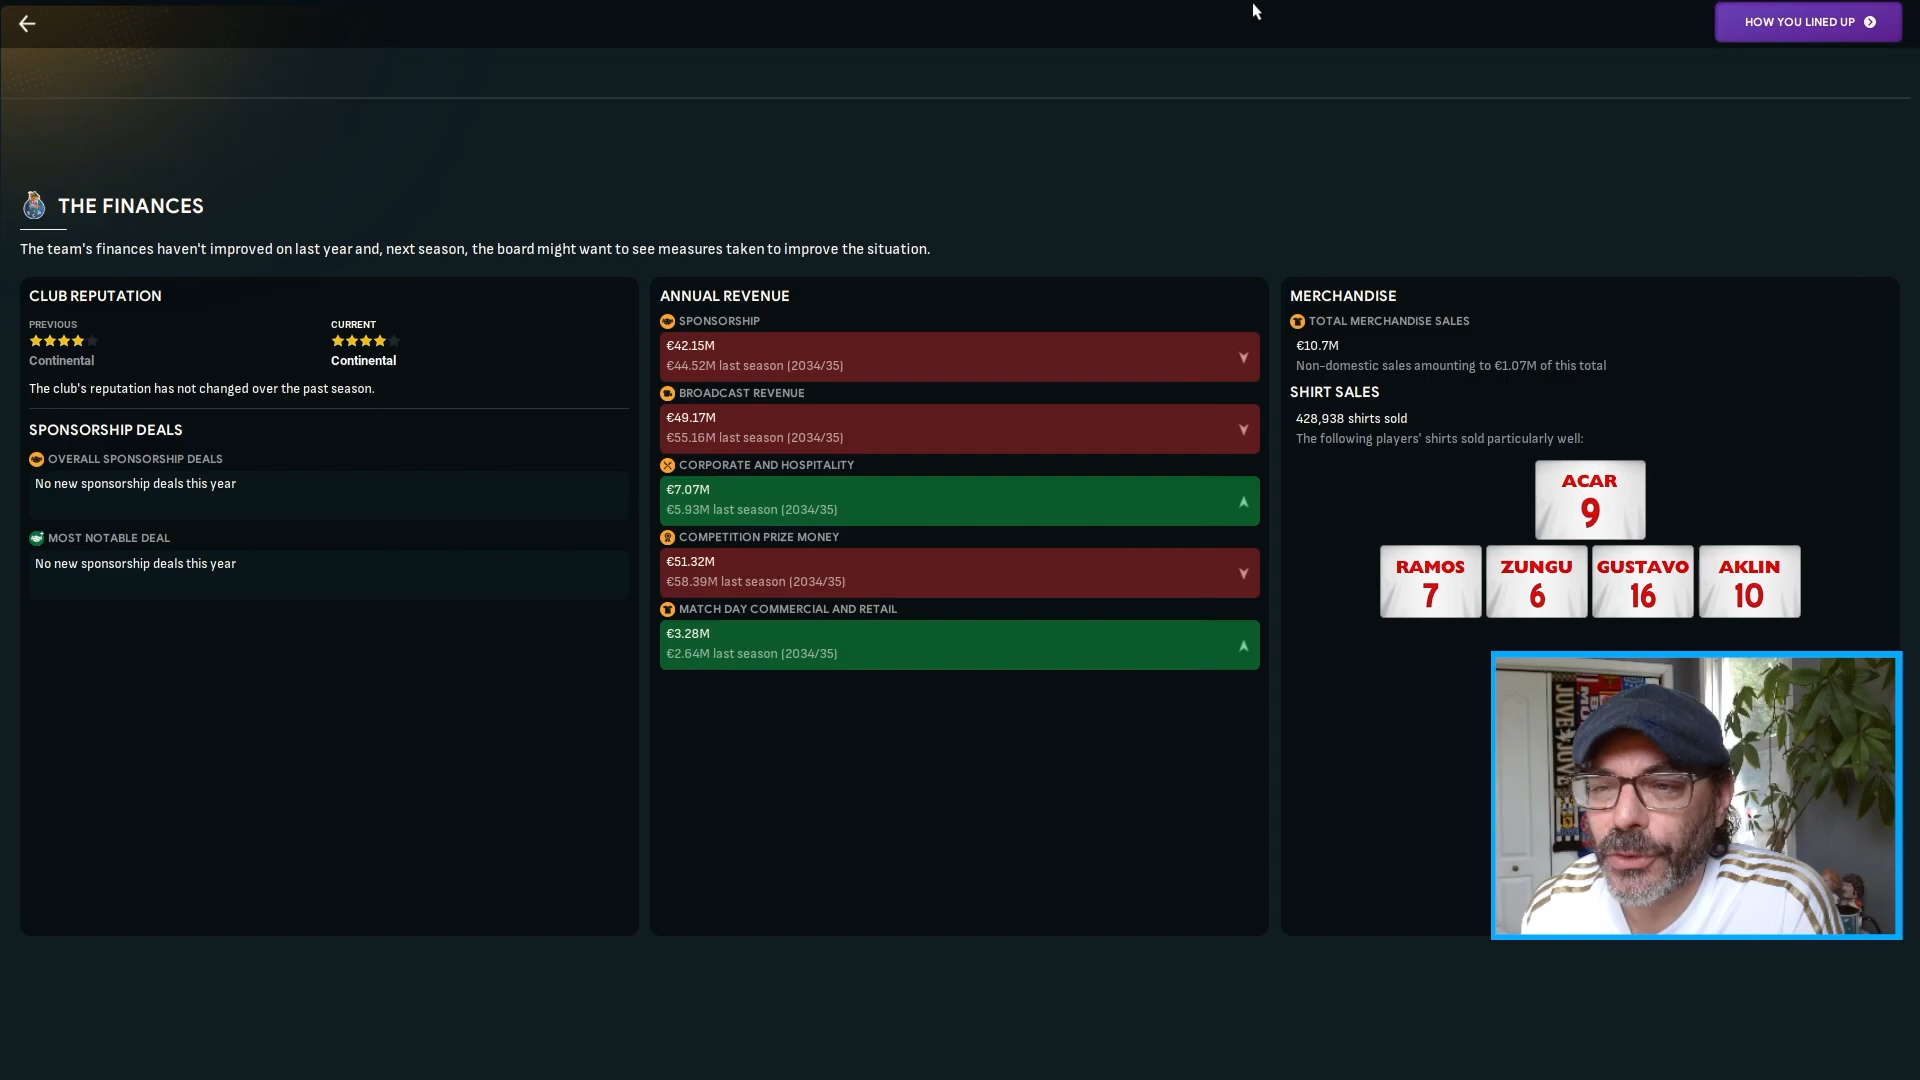 HOW YOU LINED UP
THE FINANCES
The team's finances haven't improved on last year and, next season, the board might want to see measures taken to improve the situation.
CLUB REPUTATION
PREVIOUS
CURRENT
Continental
Continental
The club's reputation has not changed over the past season.
SPONSORSHIP DEALS
OVERALL SPONSORSHIP DEALS
No new sponsorship deals this year
MOST NOTABLE DEAL
No new sponsorship deals this year
ANNUAL REVENUE
SPONSORSHIP
€42.15M
€44.52M last season (2034/35)
BROADCAST REVENUE
€49.17M
€55.16M last season (2034/35)
CORPORATE AND HOSPITALITY
€7.07M
€5.93M last season (2034/35)
COMPETITION PRIZE MONEY
€51.32M
€58.39M last season (2034/35)
MATCH DAY COMMERCIAL AND RETAIL
€3.28M
€2.64M last season (2034/35)
MERCHANDISE
TOTAL MERCHANDISE SALES
€10.7M
Non-domestic sales amounting to €1.07M of this total
SHIRT SALES
428,938 shirts sold
The following players' shirts sold particularly well:
ACAR
9
RAMOS
7
ZUNGU
6
GUSTAVO
16
AKLIN
10
JUVE JUVE